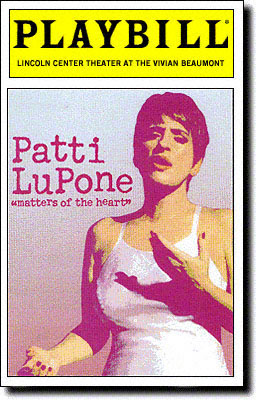 PLAYBILL®
LINCOLN CENTER THEATER AT THE VIVIAN BEAUMONT
Patti
LuPone
"matters of the heart"